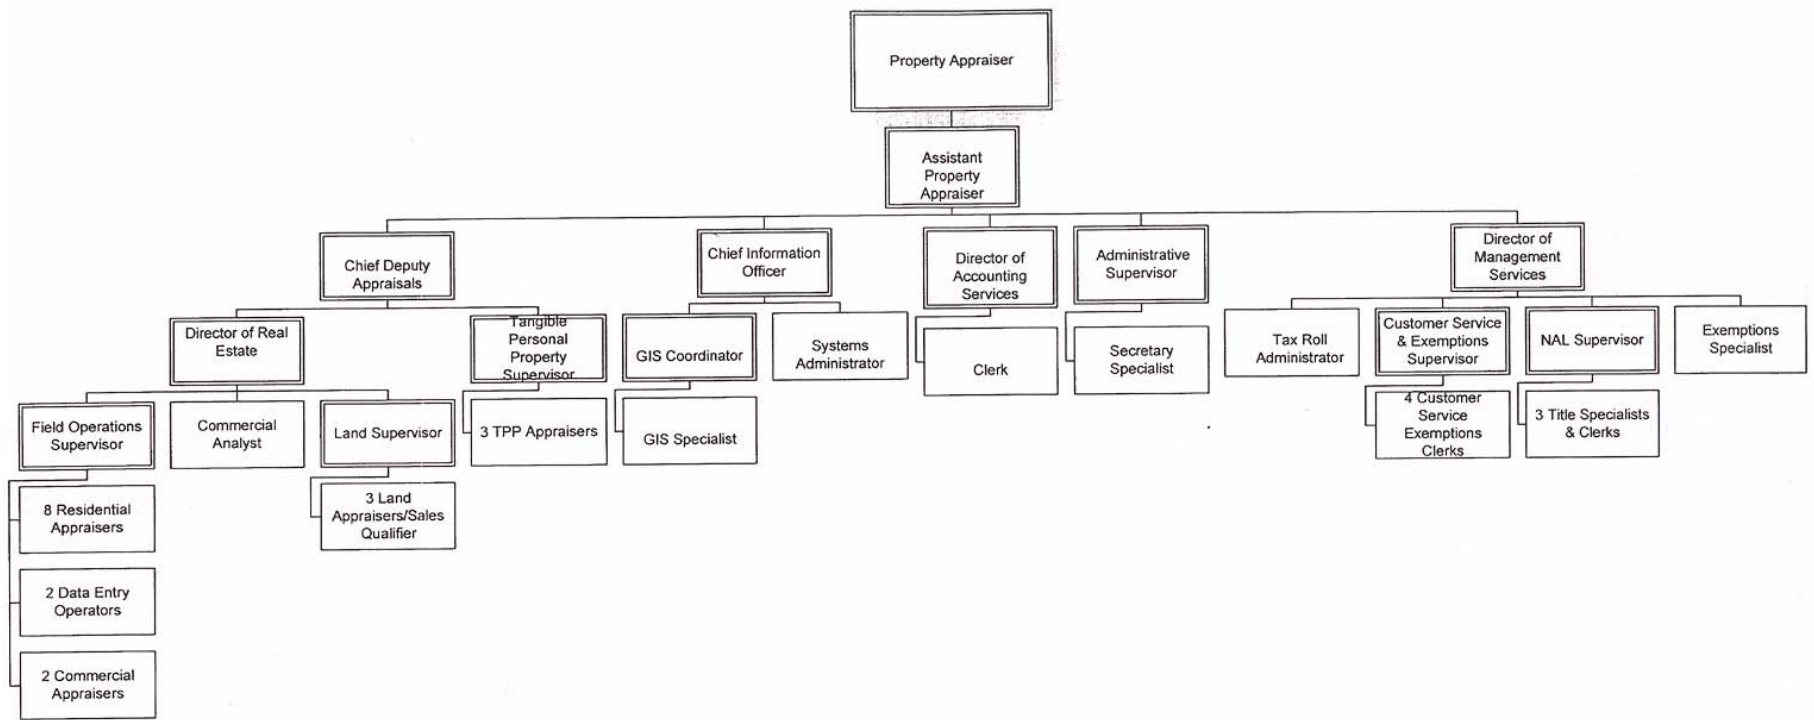 Property Appraiser
Assistant
Property
Appraiser
Chief Deputy
Appraisals
Chief Information
Officer
Director of
Accounting
Services
Administrative
Supervisor
Director of
Management
Services
Director of Real
Estate
Tangible
Personal
Property
Supervisor
GIS Coordinator
Systems
Administrator
Clerk
Secretary
Specialist
Tax Roll
Administrator
Customer Service
& Exemptions
Supervisor
NAL Supervisor
Exemptions
Specialist
Field Operations
Supervisor
Commercial
Analyst
Land Supervisor
3 TPP Appraisers
GIS Specialist
4 Customer
Service
Exemptions
Clerks
3 Title Specialists
& Clerks
8 Residential
Appraisers
3 Land
Appraisers/Sales
Qualifier
2 Data Entry
Operators
2 Commercial
Appraisers